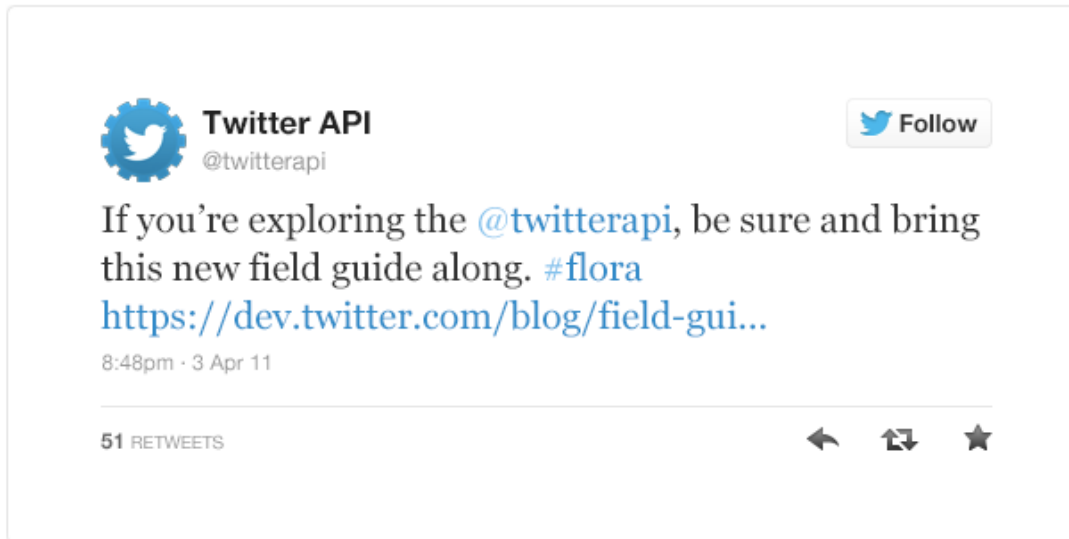 Twitter API
Follow
@twitterapi
If you’re exploring the @twitterapi, be sure and bring
this new field guide along. #flora
https://dev.twitter.com/blog/field-gui...
8:48pm · 3 Apr 11
51 RETWEETS